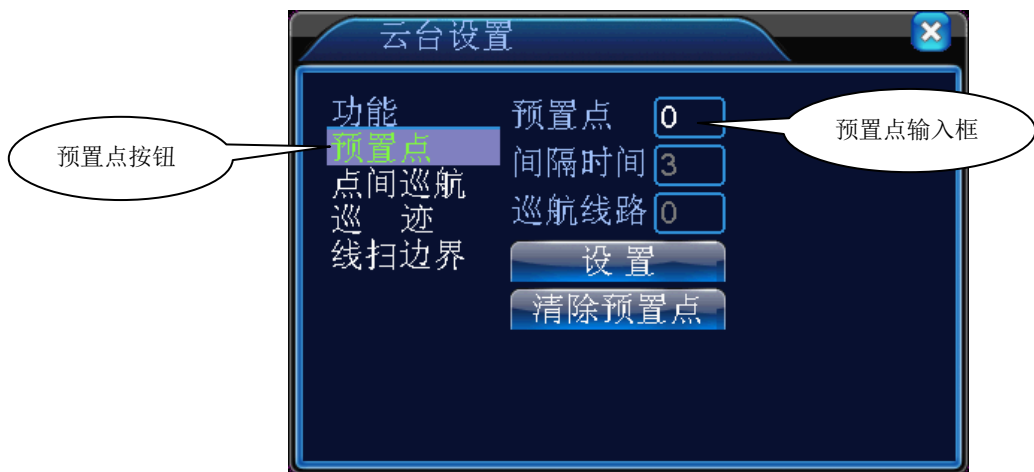 云台设置
功能
预置点
点间巡航
巡 迹
线扫边界
预置点 0
间隔时间 3
巡航线路 0
设 置
清除预置点
预置点按钮
预置点输入框